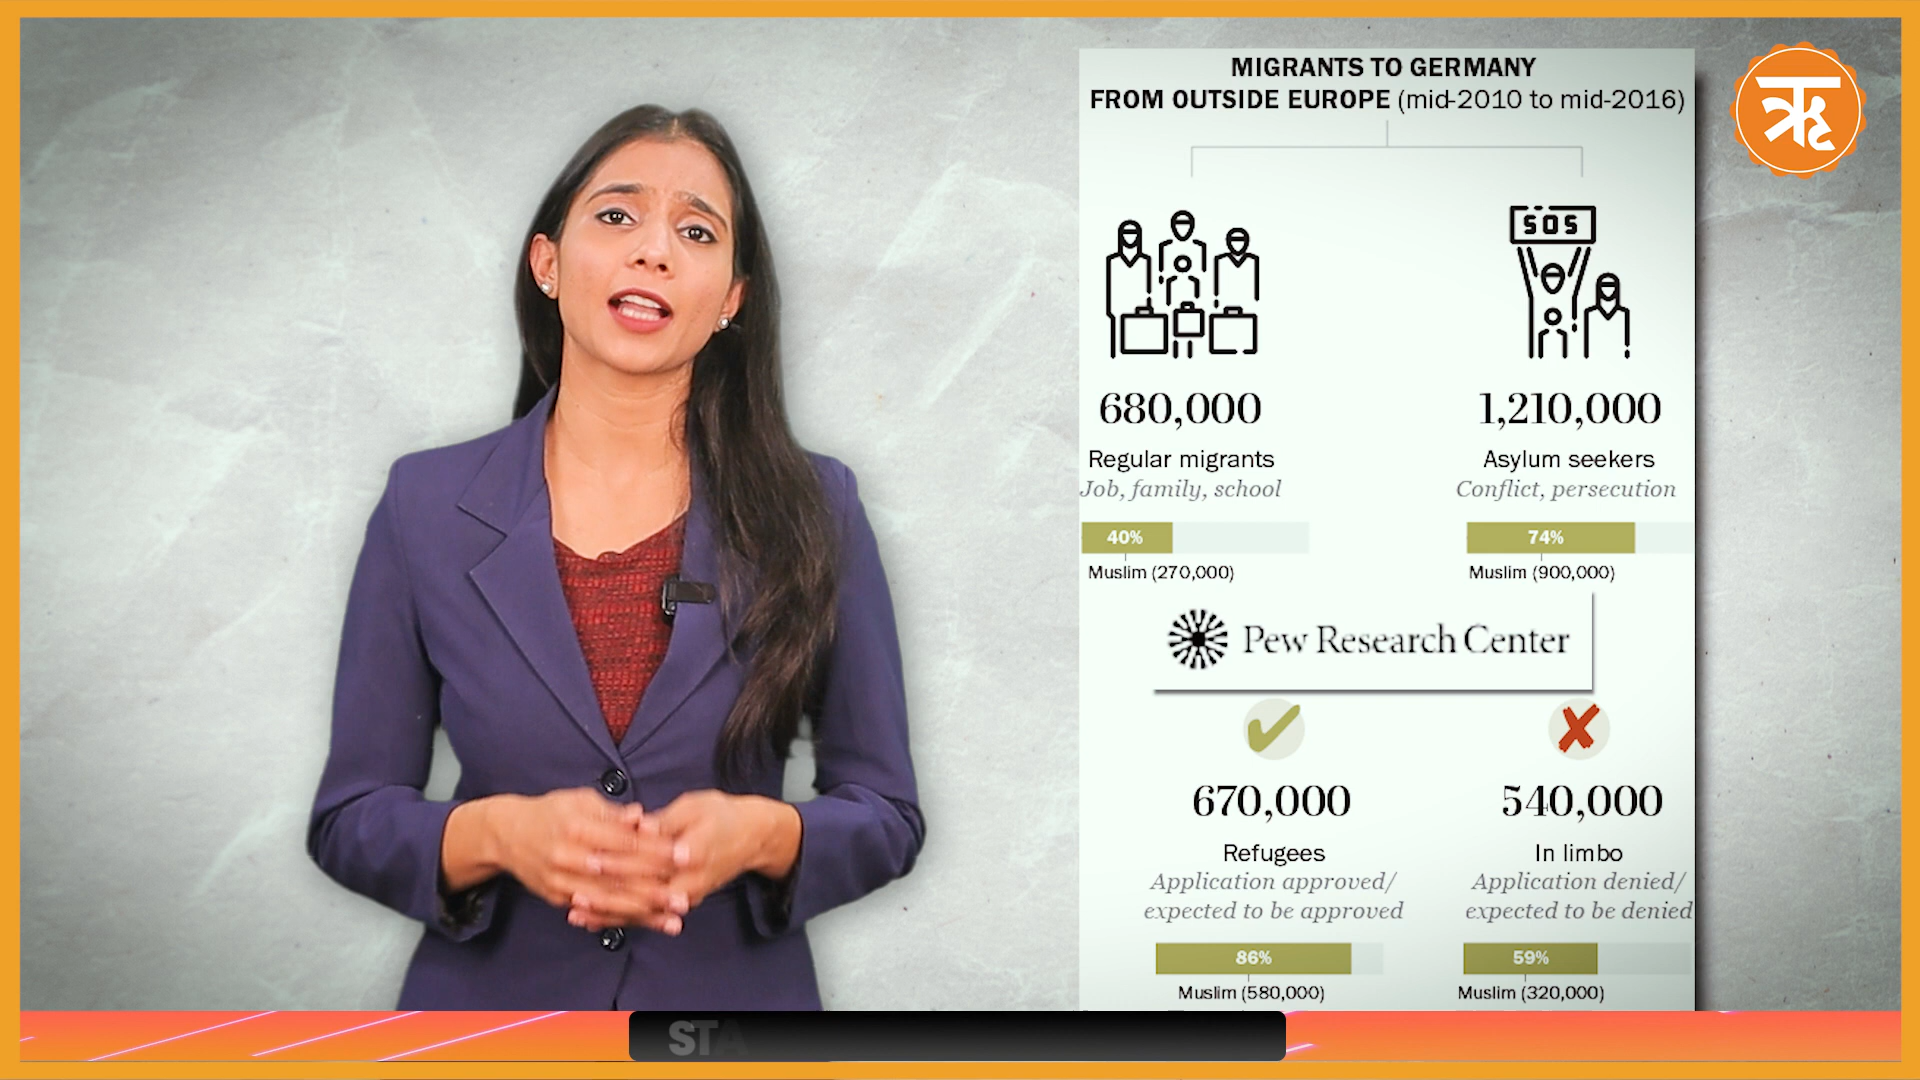 MIGRANTS TO GERMANY
FROM OUTSIDE EUROPE (mid-2010 to mid-2016)
ऋ
SOS
680,000
1,210,000
Regular migrants
Asylum seekers
Job, family, school
Conflict, persecution
40%
74%
Muslim (270,000)
Muslim (900,000)
Pew Research Center
670,000
540,000
Refugees
In limbo
Application approved/
expected to be approved
Application denied/
expected to be denied
86%
59%
Muslim (580,000)
Muslim (320,000)
STA